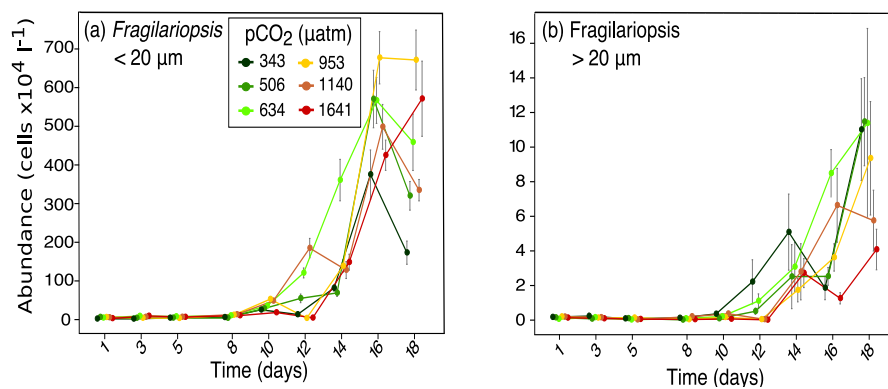 (a) Fragilariopsis
< 20 µm
pCO2 (µatm)
343 953
506 1140
634 1641
Abundance (cells x10⁴ l⁻¹)
700
600
500
400
300
200
100
0
1 3 5 8 10 12 14 16 18
Time (days)
(b) Fragilariopsis
> 20 µm
16
14
12
10
8
6
4
2
0
1 3 5 8 10 12 14 16 18
Time (days)